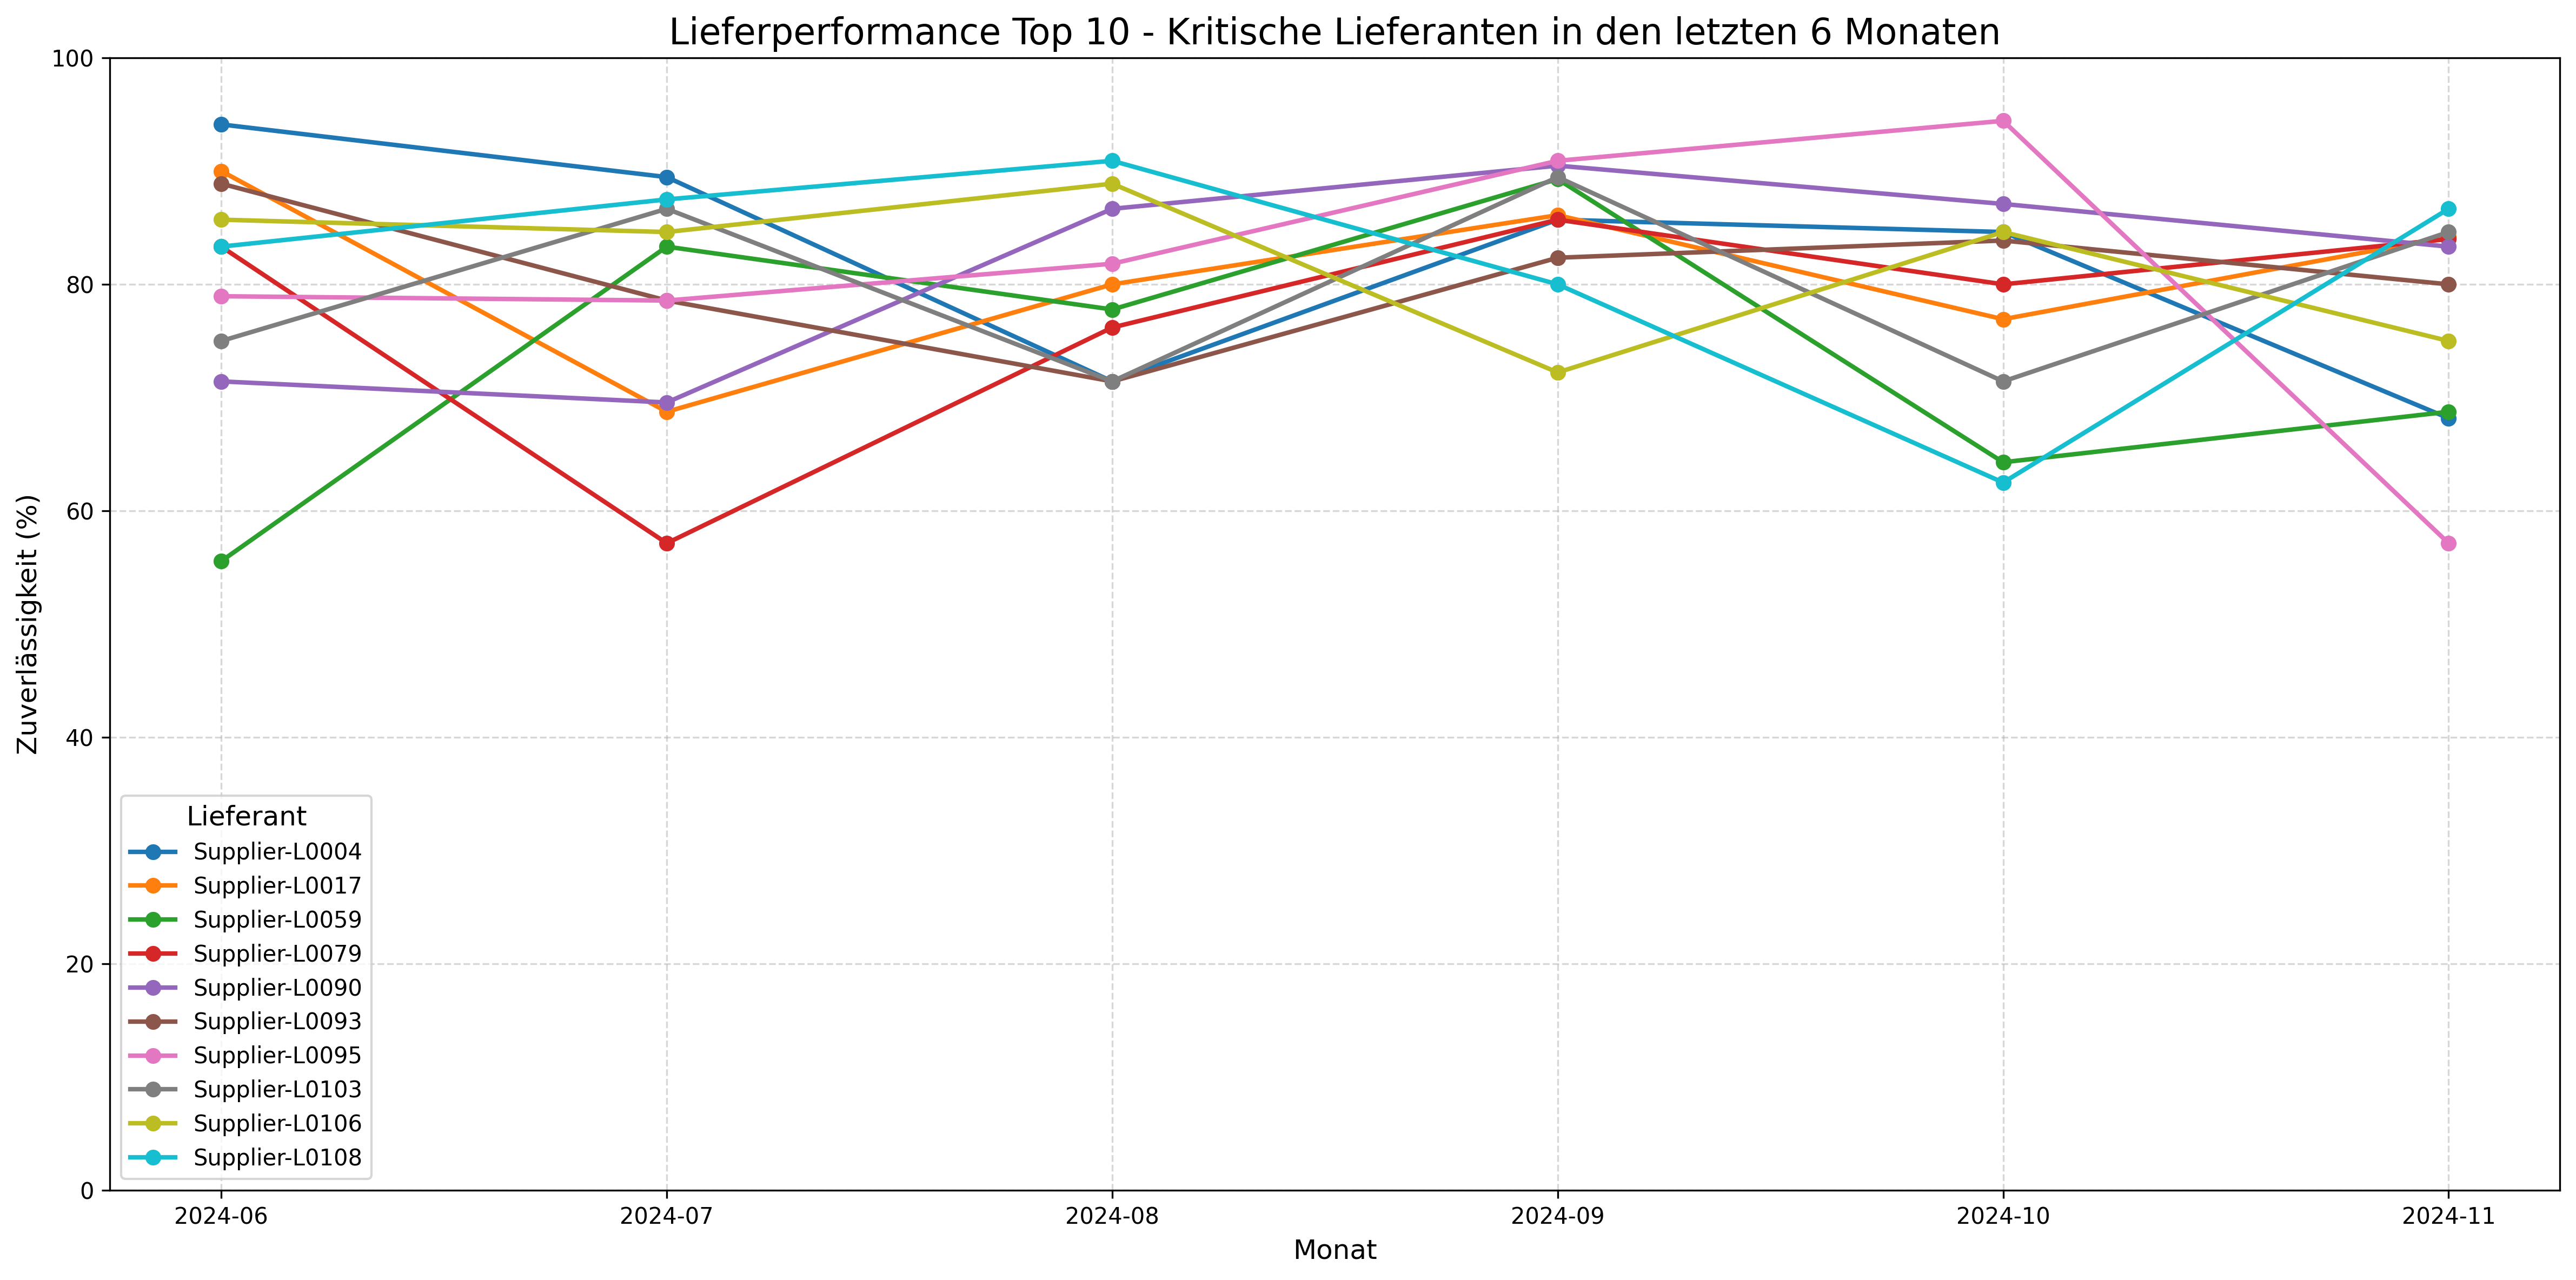 Lieferperformance Top 10 - Kritische Lieferanten in den letzten 6 Monaten
Zuverlässigkeit (%)
100
80
60
40
20
0
Lieferant
Supplier-L0004
Supplier-L0017
Supplier-L0059
Supplier-L0079
Supplier-L0090
Supplier-L0093
Supplier-L0095
Supplier-L0103
Supplier-L0106
Supplier-L0108
2024-06 2024-07 2024-08 2024-09 2024-10 2024-11
Monat